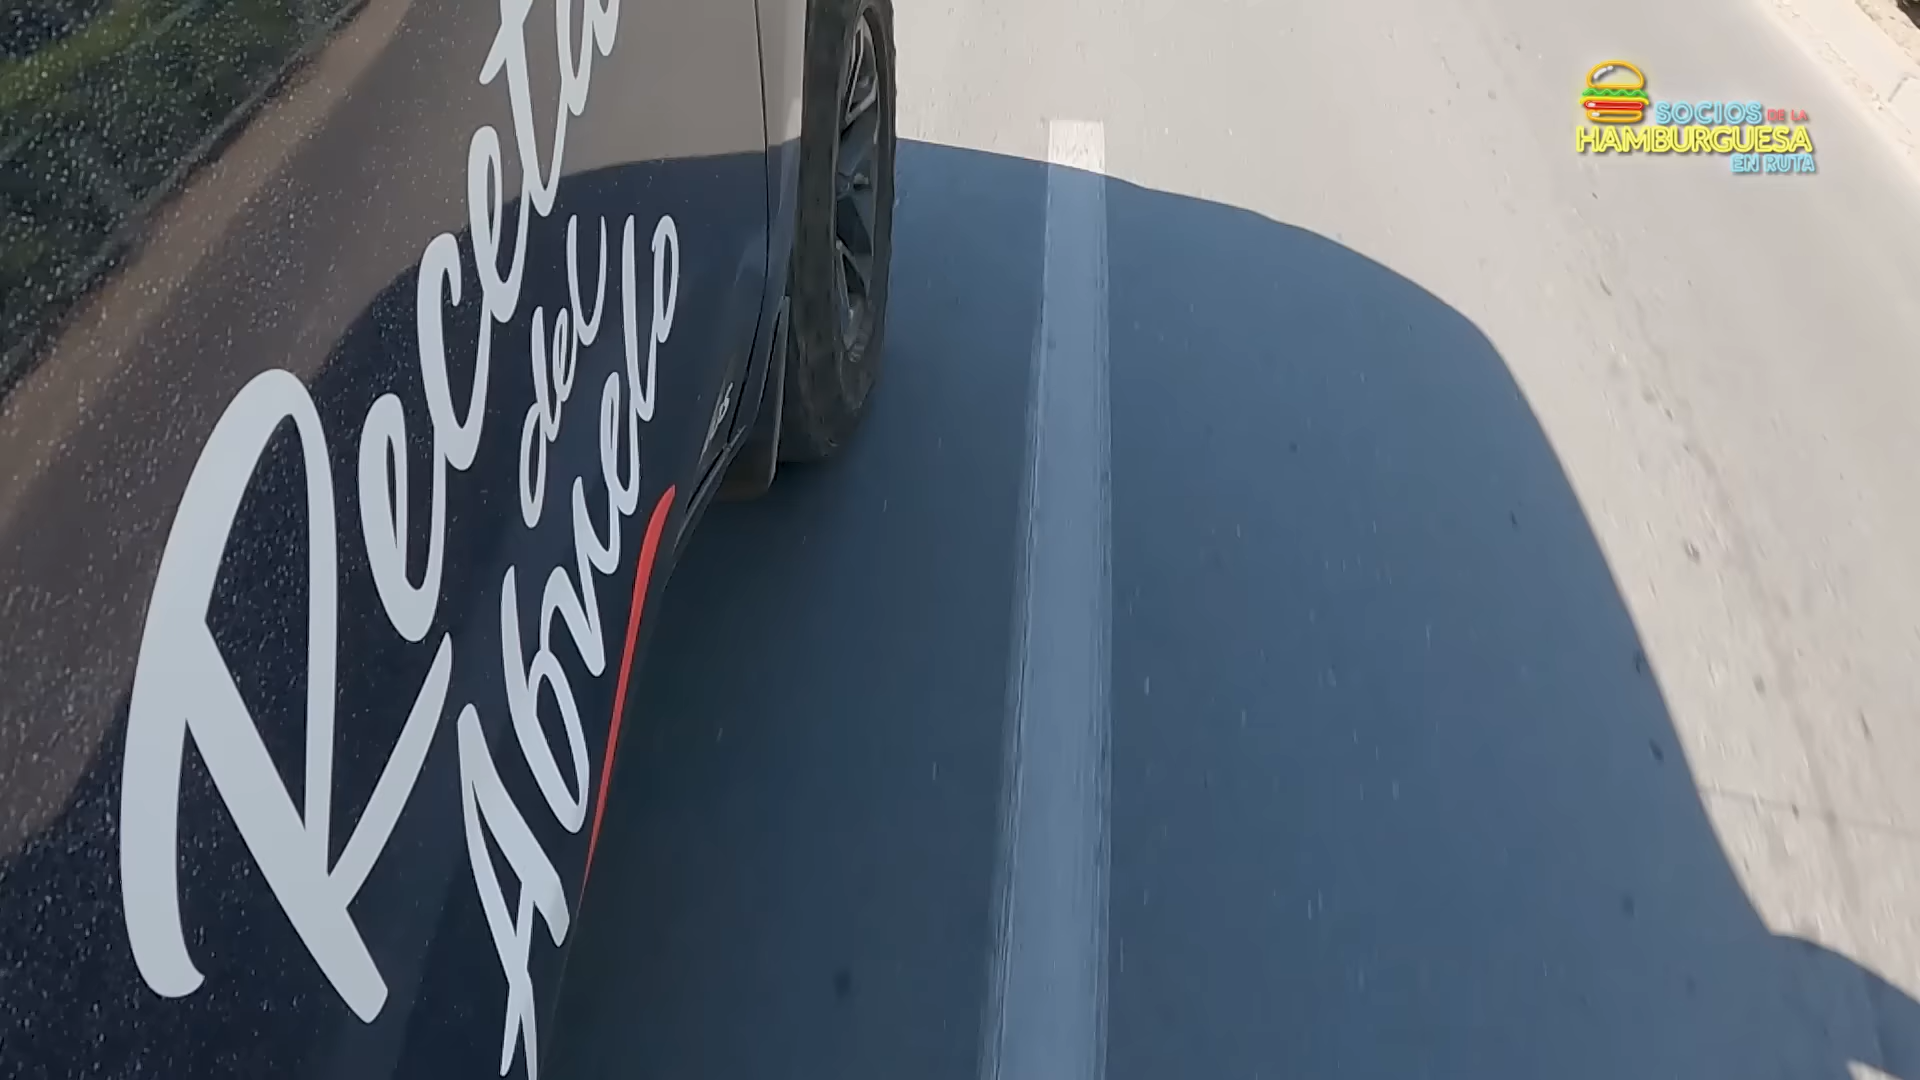 Receta
del
Abuelo
SOCIOS DE LA
HAMBURGUESA
EN RUTA